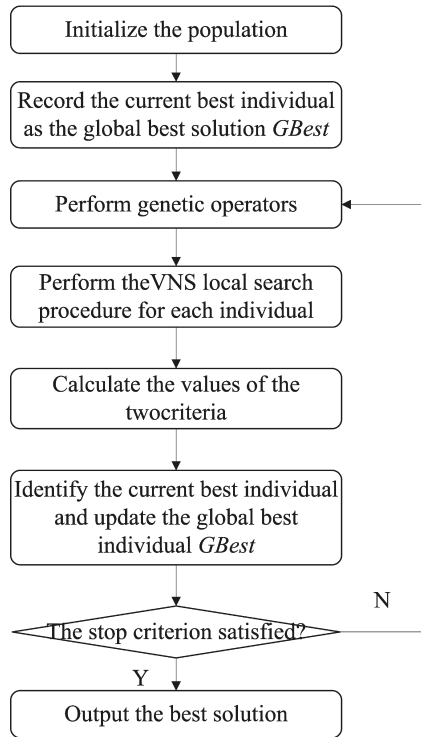 Initialize the population
Record the current best individual
as the global best solution GBest
Perform genetic operators
Perform theVNS local search
procedure for each individual
Calculate the values of the
twocriteria
Identify the current best individual
and update the global best
individual GBest
The stop criterion satisfied?
N
Y
Output the best solution